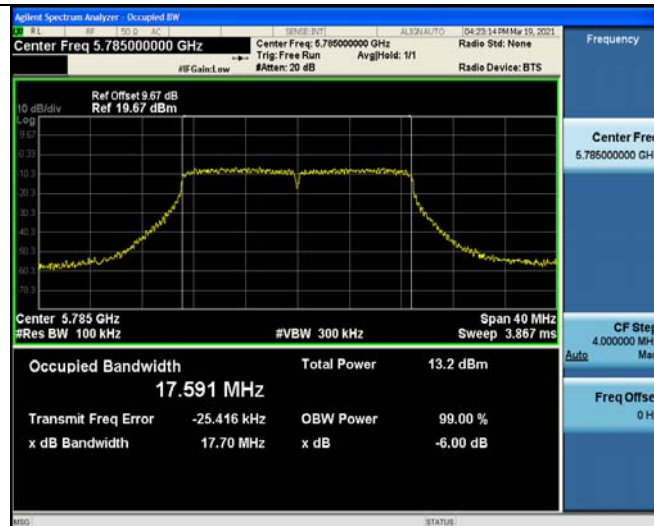 Agilent Spectrum Analyzer - Occupied BW
RL RF 50 Ω AC SENSE:INT ALIGN AUTO 04:23:14 PM Mar 19, 2021
Center Freq 5.785000000 GHz
Center Freq: 5.785000000 GHz
Radio Std: None
Trig: Free Run Avg|Hold: 1/1
#IFGain:Low #Atten: 20 dB Radio Device: BTS
Ref Offset 9.67 dB
10 dB/div Ref 19.67 dBm
Log
9.67
0.33
-10.3
-20.3
-30.3
-40.3
-50.3
-60.3
-70.3
Center 5.785 GHz Span 40 MHz
#Res BW 100 kHz #VBW 300 kHz Sweep 3.867 ms
Occupied Bandwidth Total Power 13.2 dBm
17.591 MHz
Transmit Freq Error -25.416 kHz OBW Power 99.00 %
x dB Bandwidth 17.70 MHz x dB -6.00 dB
MSG STATUS
Frequency
Center Freq
5.785000000 GH
CF Step
4.000000 MH
Auto Ma
Freq Offse
0 H